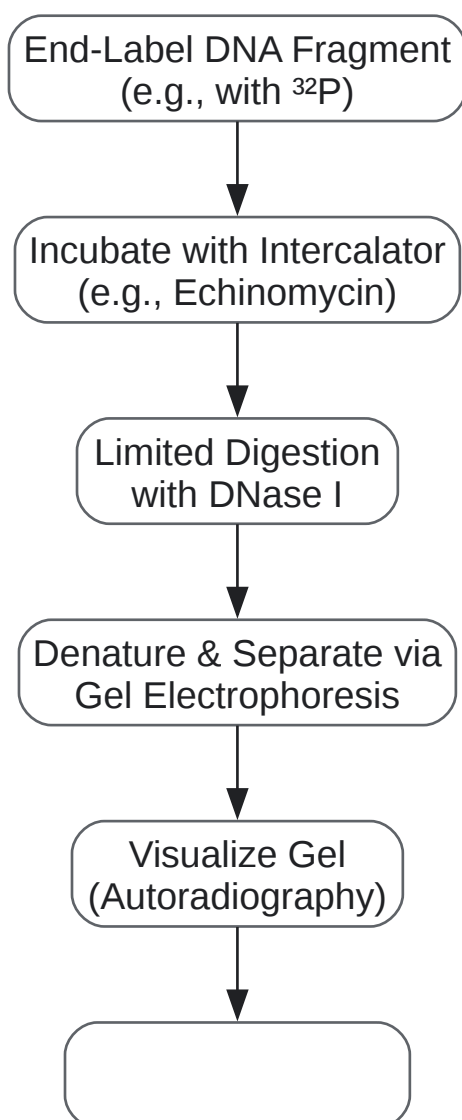 End-Label DNA Fragment
(e.g., with ³²P)
Incubate with Intercalator
(e.g., Echinomycin)
Limited Digestion
with DNase I
Denature & Separate via
Gel Electrophoresis
Visualize Gel
(Autoradiography)